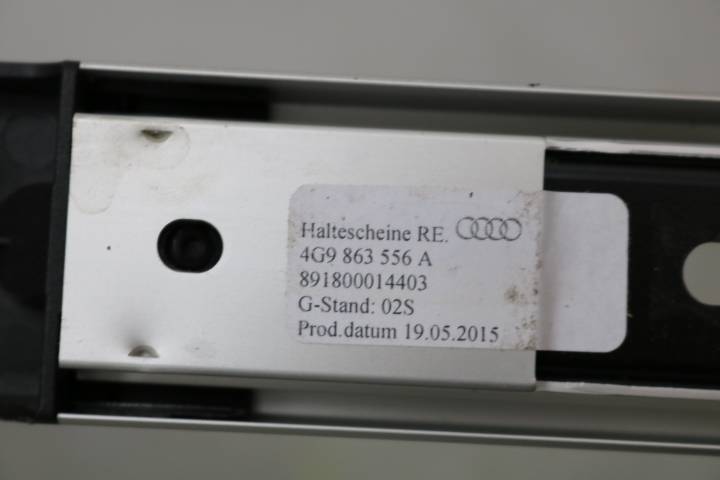 Haltescheine RE.
4G9 863 556 A
891800014403
G-Stand: 02S
Prod.datum 19.05.2015